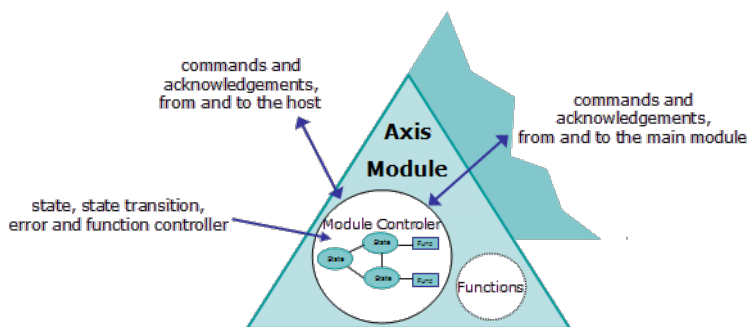 commands and
acknowledgements,
from and to the host
commands and
acknowledgements,
from and to the main module
Axis
Module
state, state transition,
error and function controller
Module Controler
State
Func
State
State
Func
Functions